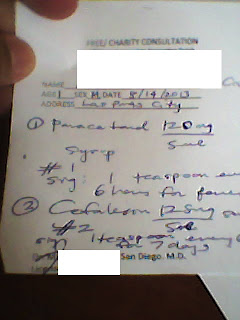 FREE/ CHARITY CONSULTATION
NAME
AGE 1 SEX M DATE 8/14/2013
ADDRESS Las Piñas City
① Paracetamol 120mg
5ml
Syrup
#1
Sig: 1 teaspoon
6 hours for fever
② 125mg
#2 5ml
Sig: 1 teaspoon every
for 7 days
San Diego, M.D.